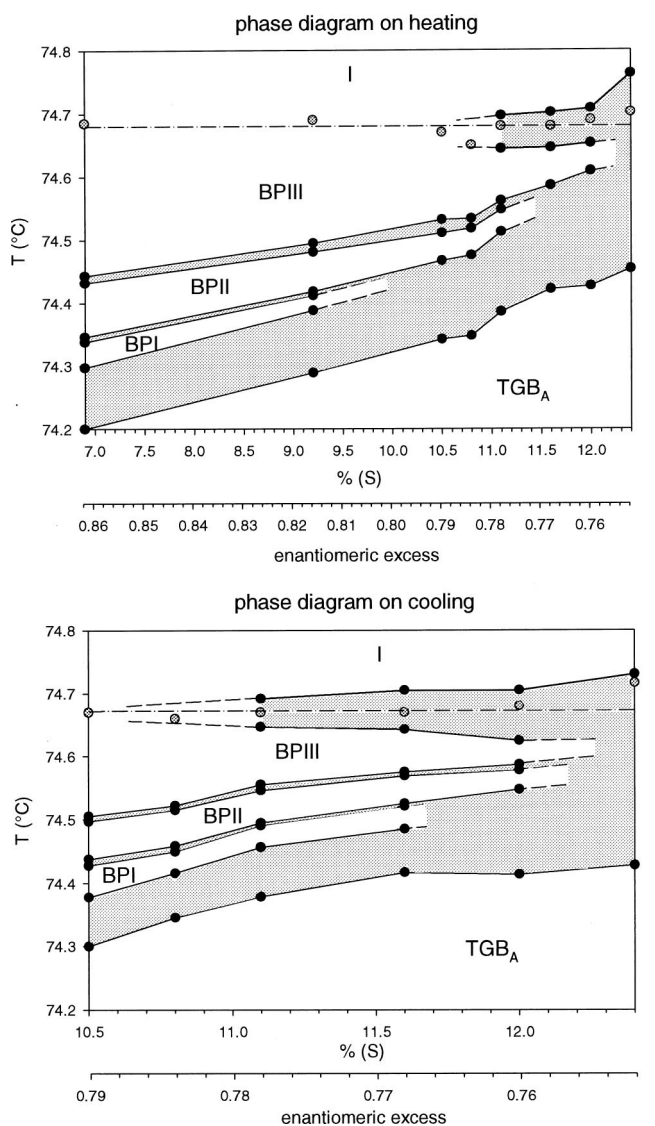 phase diagram on heating
74.8
74.7
74.6
74.5
74.4
74.3
74.2
T (°C)
I
BPIII
BPII
BPI
TGBA
7.0 7.5 8.0 8.5 9.0 9.5 10.0 10.5 11.0 11.5 12.0
% (S)
0.86 0.85 0.84 0.83 0.82 0.81 0.80 0.79 0.78 0.77 0.76
enantiomeric excess
phase diagram on cooling
74.8
74.7
74.6
74.5
74.4
74.3
74.2
T (°C)
I
BPIII
BPII
BPI
TGBA
10.5 11.0 11.5 12.0
% (S)
0.79 0.78 0.77 0.76
enantiomeric excess